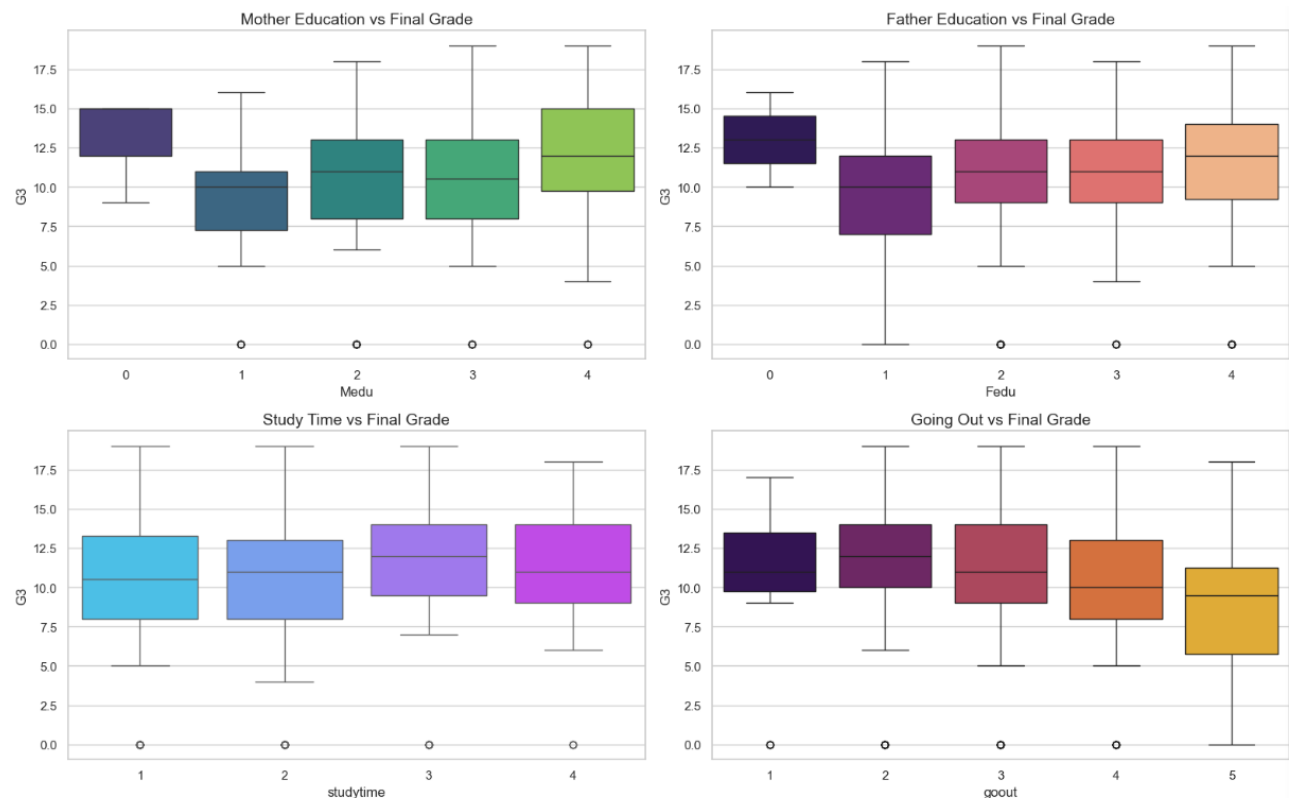 Mother Education vs Final Grade
17.5
15.0
12.5
10.0
7.5
5.0
2.5
0.0
G3
0 1 2 3 4
Medu
Father Education vs Final Grade
17.5
15.0
12.5
10.0
7.5
5.0
2.5
0.0
G3
0 1 2 3 4
Fedu
Study Time vs Final Grade
17.5
15.0
12.5
10.0
7.5
5.0
2.5
0.0
G3
1 2 3 4
studytime
Going Out vs Final Grade
17.5
15.0
12.5
10.0
7.5
5.0
2.5
0.0
G3
1 2 3 4 5
goout